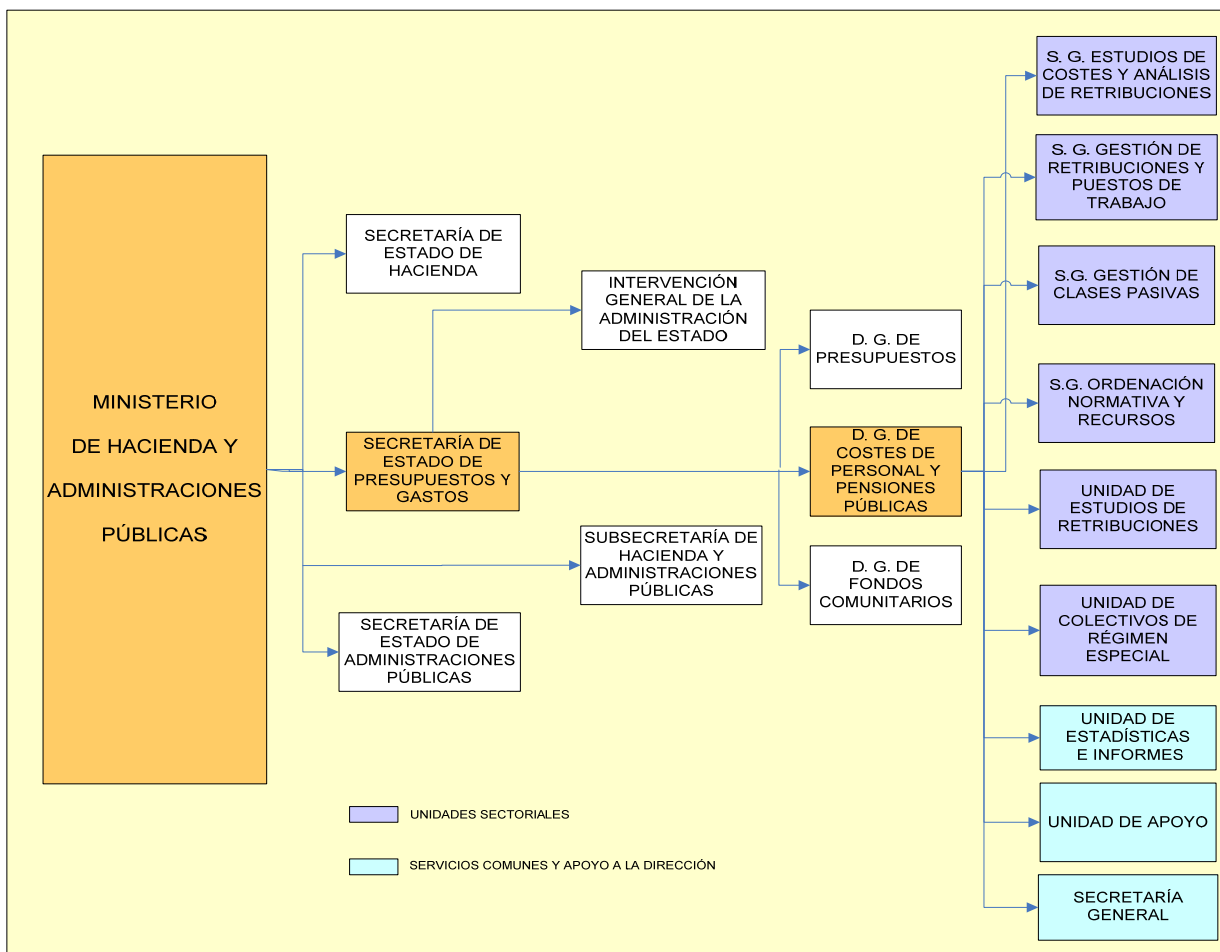 MINISTERIO
DE HACIENDA Y
ADMINISTRACIONES
PÚBLICAS
SECRETARÍA DE
ESTADO DE
HACIENDA
SECRETARÍA DE
ESTADO DE
PRESUPUESTOS Y
GASTOS
SECRETARÍA DE
ESTADO DE
ADMINISTRACIONES
PÚBLICAS
INTERVENCIÓN
GENERAL DE LA
ADMINISTRACIÓN
DEL ESTADO
SUBSECRETARÍA DE
HACIENDA Y
ADMINISTRACIONES
PÚBLICAS
D. G. DE
PRESUPUESTOS
D. G. DE
COSTES DE
PERSONAL Y
PENSIONES
PÚBLICAS
D. G. DE
FONDOS
COMUNITARIOS
S. G. ESTUDIOS DE
COSTES Y ANÁLISIS
DE RETRIBUCIONES
S. G. GESTIÓN DE
RETRIBUCIONES Y
PUESTOS DE
TRABAJO
S.G. GESTIÓN DE
CLASES PASIVAS
S.G. ORDENACIÓN
NORMATIVA Y
RECURSOS
UNIDAD DE
ESTUDIOS DE
RETRIBUCIONES
UNIDAD DE
COLECTIVOS DE
RÉGIMEN
ESPECIAL
UNIDAD DE
ESTADÍSTICAS
E INFORMES
UNIDAD DE APOYO
SECRETARÍA
GENERAL
UNIDADES SECTORIALES
SERVICIOS COMUNES Y APOYO A LA DIRECCIÓN